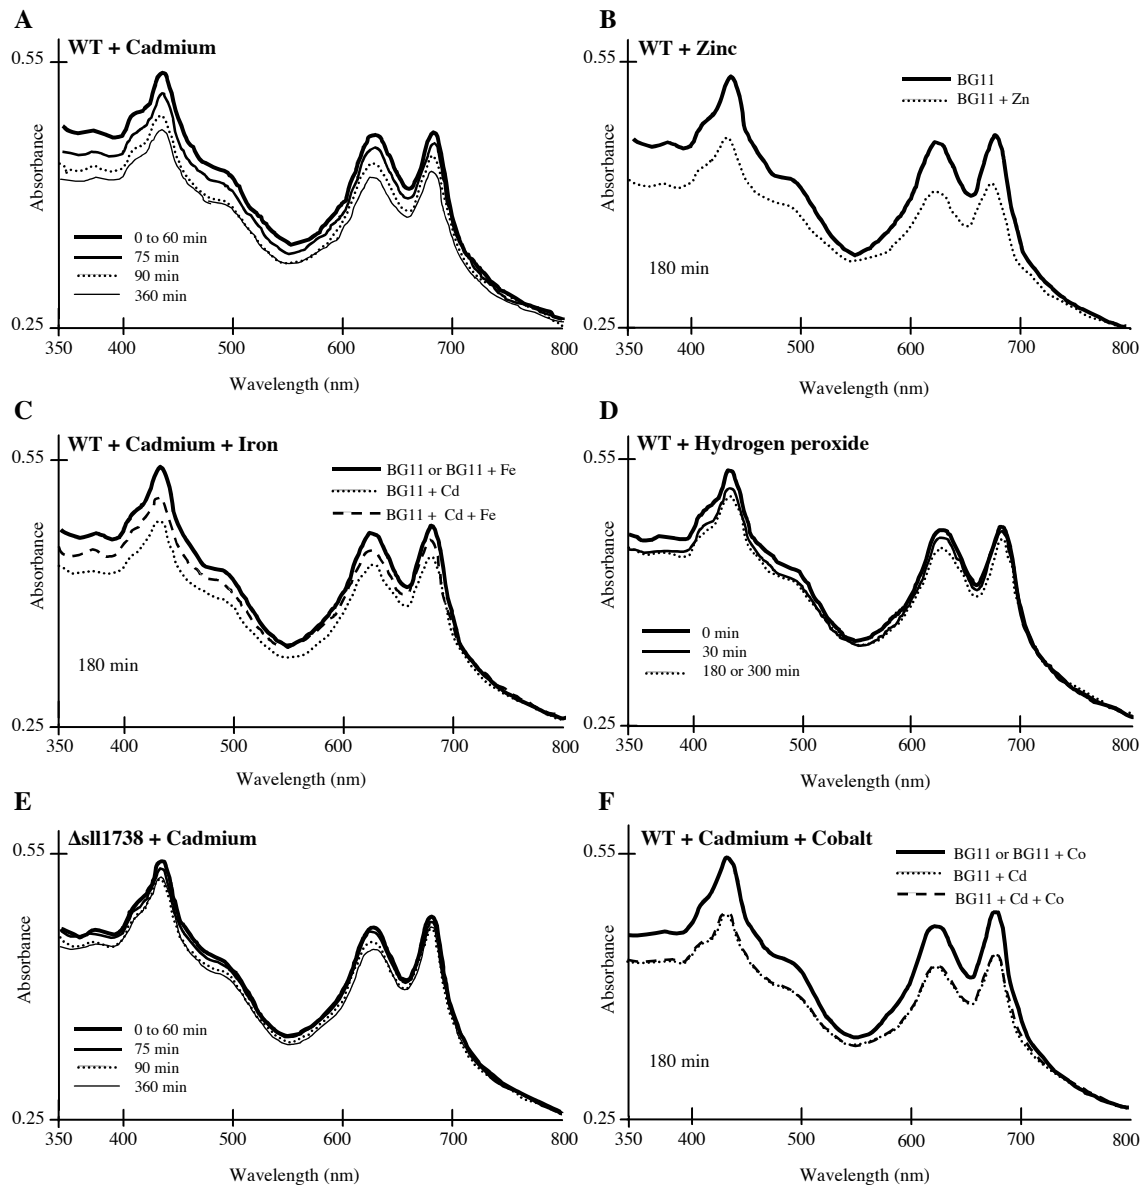 A
WT + Cadmium
0.55
Absorbance
0 to 60 min
75 min
90 min
360 min
0.25
350 400 500 600 700 800
Wavelength (nm)
B
WT + Zinc
0.55
BG11
BG11 + Zn
Absorbance
180 min
0.25
350 400 500 600 700 800
Wavelength (nm)
C
WT + Cadmium + Iron
0.55
BG11 or BG11 + Fe
BG11 + Cd
BG11 + Cd + Fe
Absorbance
180 min
0.25
350 400 500 600 700 800
Wavelength (nm)
D
WT + Hydrogen peroxide
0.55
Absorbance
0 min
30 min
180 or 300 min
0.25
350 400 500 600 700 800
Wavelength (nm)
E
Δsll1738 + Cadmium
0.55
Absorbance
0 to 60 min
75 min
90 min
360 min
0.25
350 400 500 600 700 800
Wavelength (nm)
F
WT + Cadmium + Cobalt
0.55
BG11 or BG11 + Co
BG11 + Cd
BG11 + Cd + Co
Absorbance
180 min
0.25
350 400 500 600 700 800
Wavelength (nm)